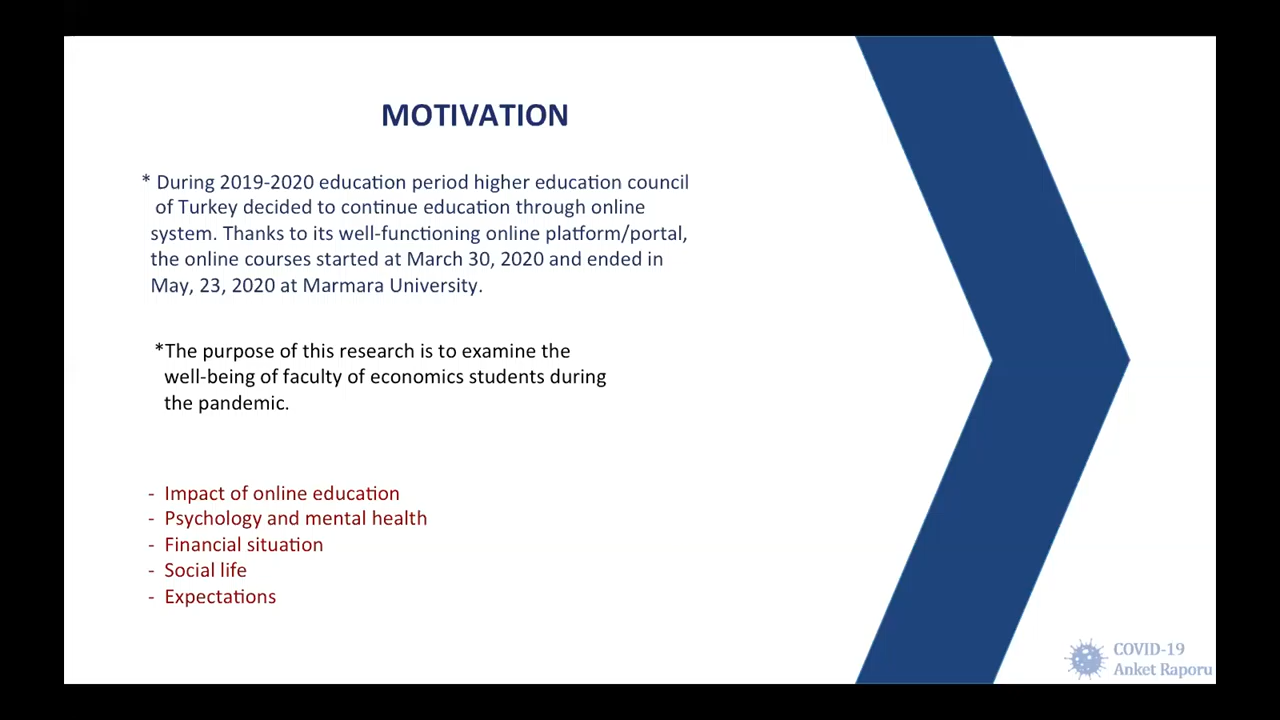 MOTIVATION
* During 2019-2020 education period higher education council
of Turkey decided to continue education through online
system. Thanks to its well-functioning online platform/portal,
the online courses started at March 30, 2020 and ended in
May, 23, 2020 at Marmara University.
*The purpose of this research is to examine the
well-being of faculty of economics students during
the pandemic.
- Impact of online education
- Psychology and mental health
- Financial situation
- Social life
- Expectations
COVID-19
Anket Raporu